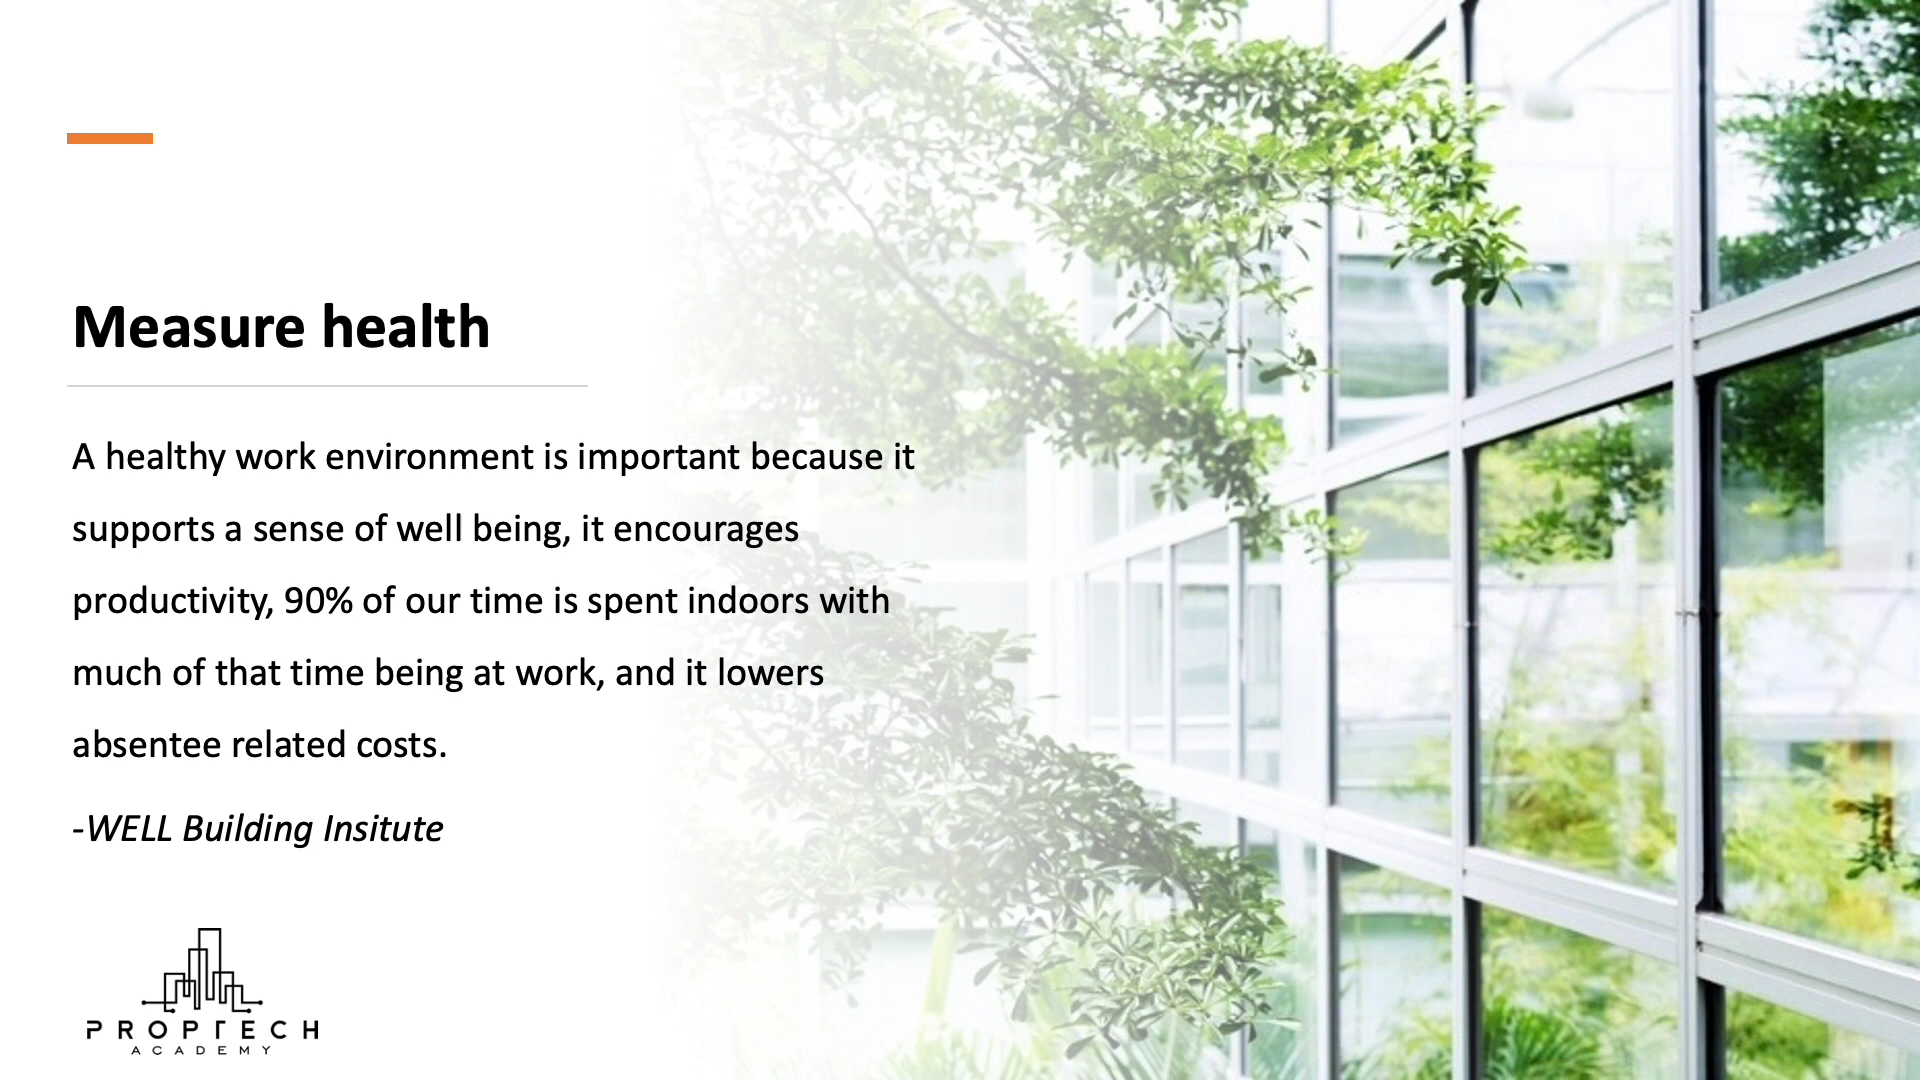 Measure health
A healthy work environment is important because it
supports a sense of well being, it encourages
productivity, 90% of our time is spent indoors with
much of that time being at work, and it lowers
absentee related costs.
-WELL Building Insitute
PROPTECH
ACADEMY